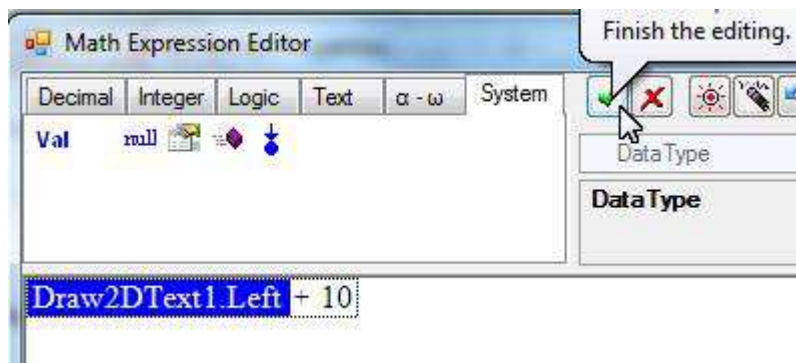 Math Expression Editor
Finish the editing.
Decimal Integer Logic Text α - ω System
Val null
DataType
DataType
Draw2DText1.Left + 10